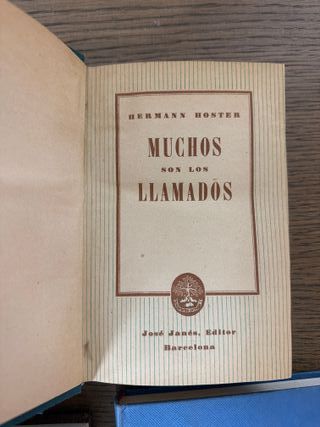 HERMANN HOSTER
MUCHOS
SON LOS
LLAMADOS
José Janés, Editor
Barcelona